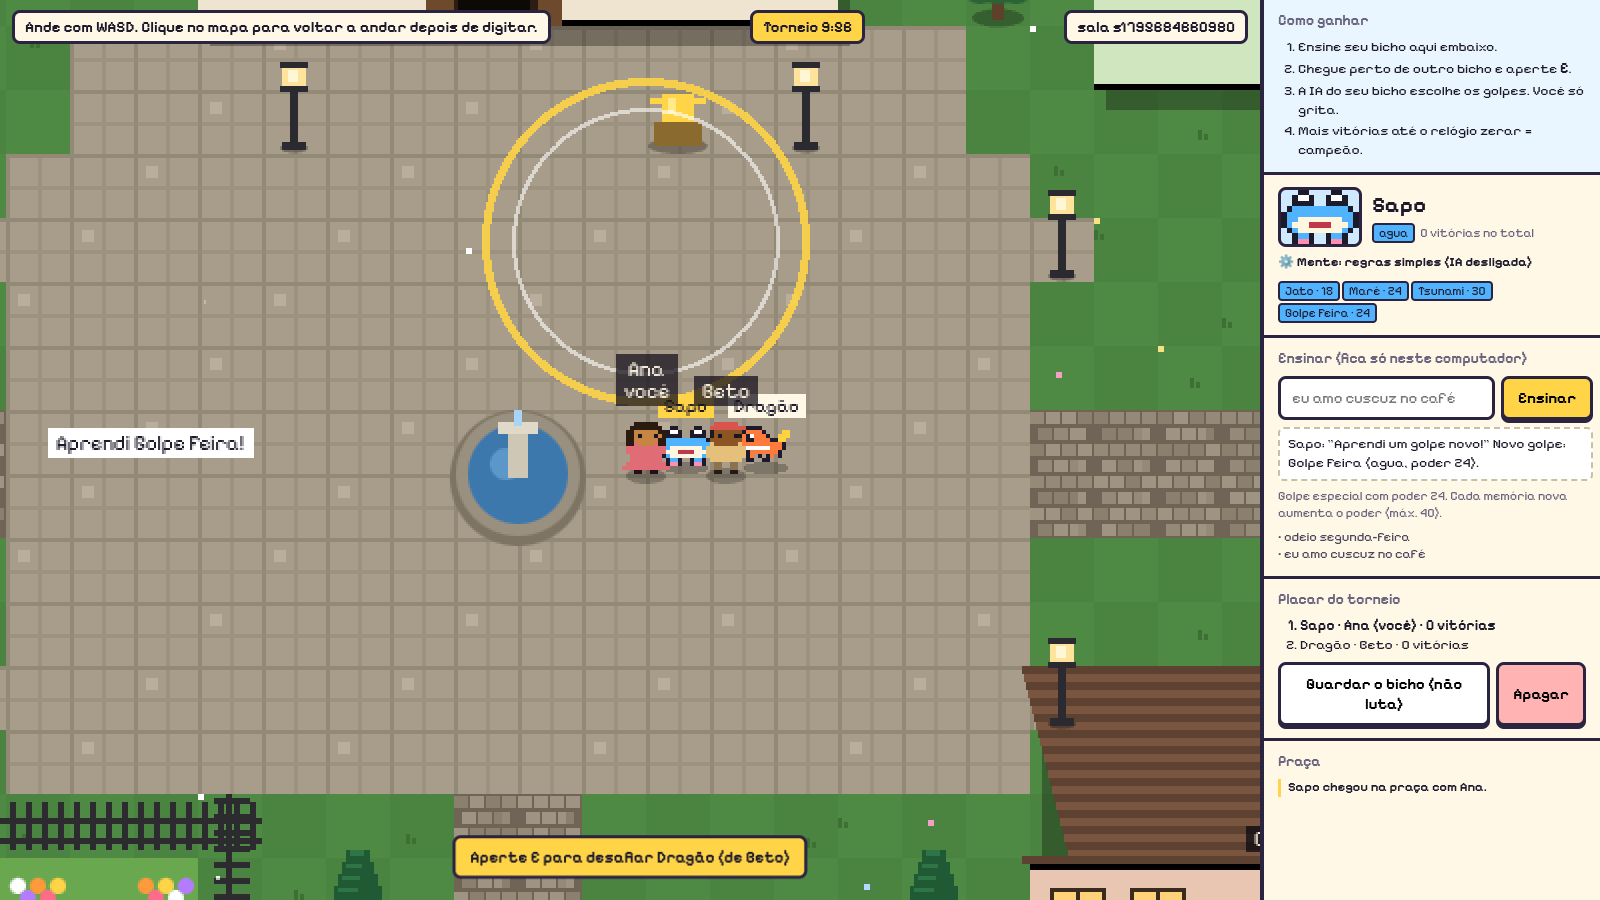 Ande com WASD. Clique no mapa para voltar a andar depois de digitar.
Torneio 9:26
sala s1799684660980
Ana
você
Beto
Sapo
Dragão
Aprendi Golpe Feira!
Aperte E para desafiar Dragão (de Beto)
Como ganhar
1. Ensine seu bicho aqui embaixo.
2. Chegue perto de outro bicho e aperte E.
3. A IA do seu bicho escolhe os golpes. Você só
grita.
4. Mais vitórias até o relógio zerar =
campeão.
Sapo
agua 0 vitórias no total
Mente: regras simples (IA desligada)
Jato · 18 Maré · 24 Tsunami · 30
Golpe Feira · 24
Ensinar (fica só neste computador)
eu amo cuscuz no café
Ensinar
Sapo: "Aprendi um golpe novo!" Novo golpe:
Golpe Feira (agua, poder 24).
Golpe especial com poder 24. Cada memória nova
aumenta o poder (máx. 40).
· odeio segunda-feira
· eu amo cuscuz no café
Placar do torneio
1. Sapo · Ana (você) · 0 vitórias
2. Dragão · Beto · 0 vitórias
Guardar o bicho (não
luta)
Apagar
Praça
Sapo chegou na praça com Ana.